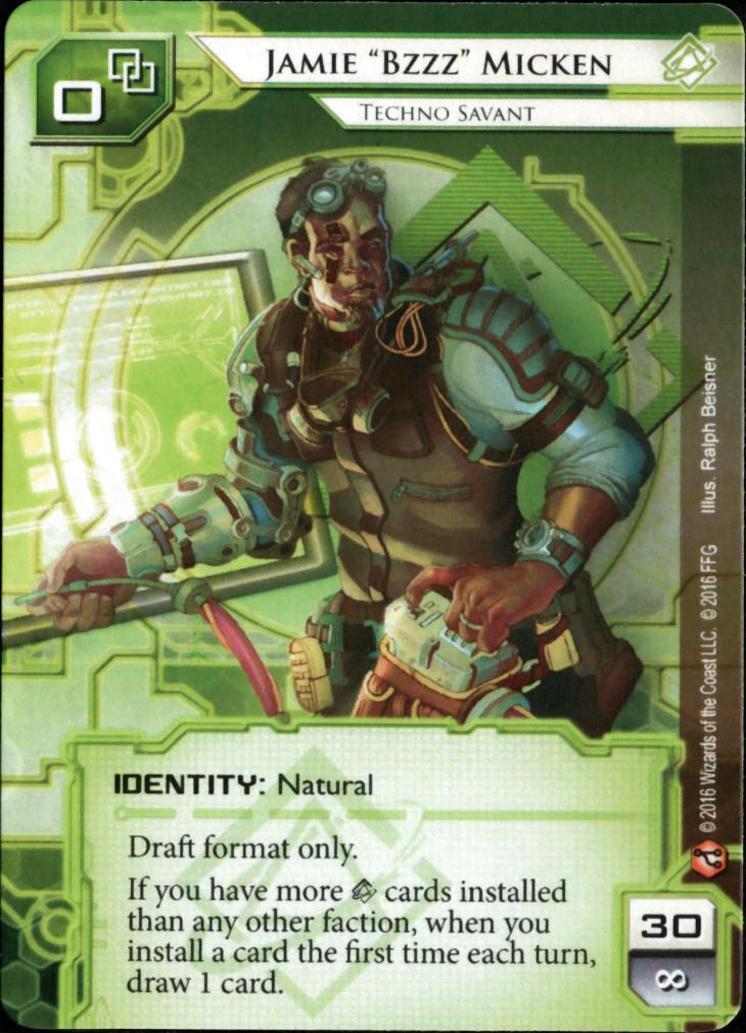 0
JAMIE “BZZZ” MICKEN
TECHNO SAVANT
Illus. Ralph Beisner
© 2016 Wizards of the Coast LLC. © 2016 FFG
IDENTITY: Natural
Draft format only.
If you have more cards installed
than any other faction, when you
install a card the first time each turn,
draw 1 card.
30
∞